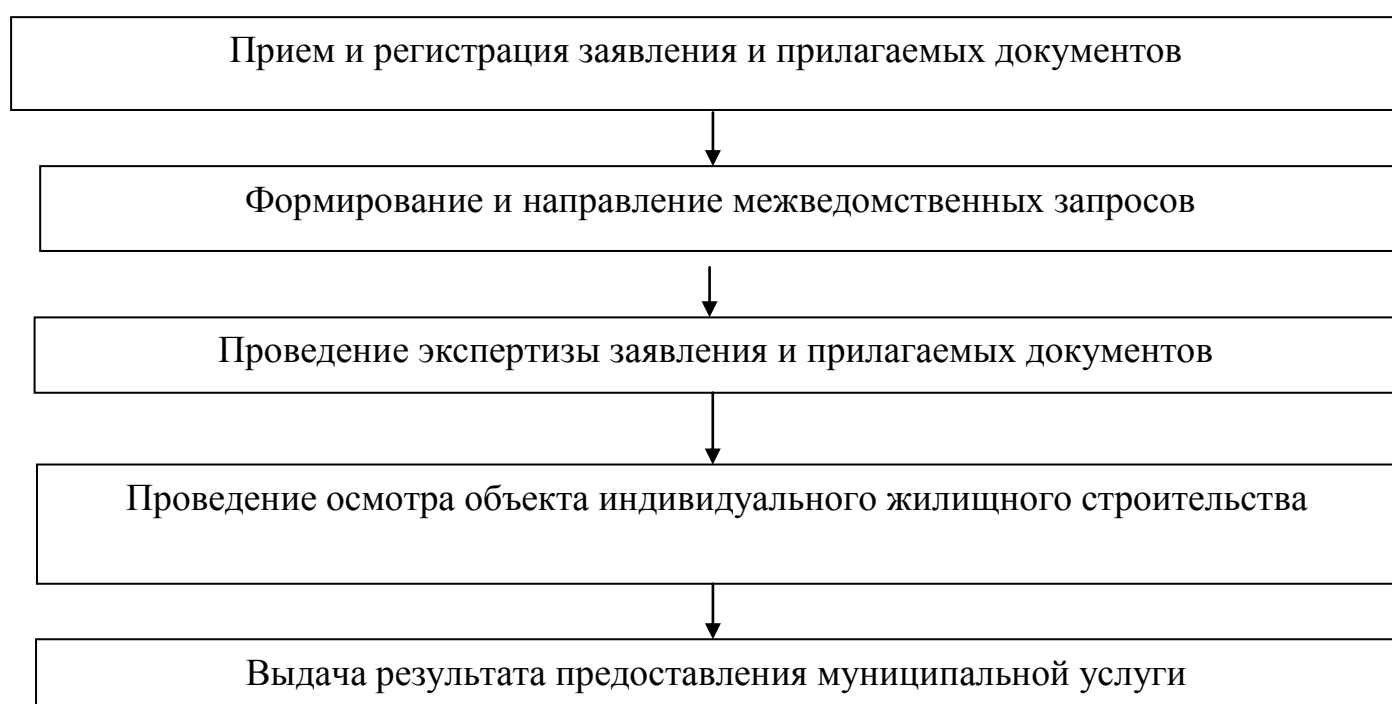 Прием и регистрация заявления и прилагаемых документов
Формирование и направление межведомственных запросов
Проведение экспертизы заявления и прилагаемых документов
Проведение осмотра объекта индивидуального жилищного строительства
Выдача результата предоставления муниципальной услуги